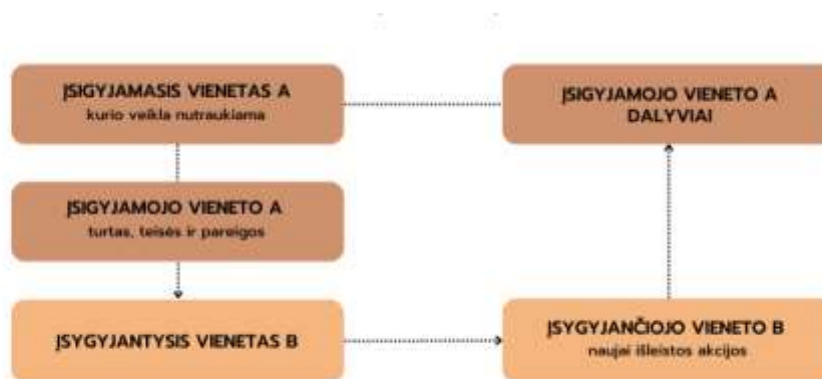 ĮSIGYJAMASIS VIENETAS A
kurio veikla nutraukiama
ĮSIGYJAMOJO VIENETO A
DALYVIAI
ĮSIGYJAMOJO VIENETO A
turtas, teisės ir pareigos
ĮSYGYJANTYSIS VIENETAS B
ĮSYGYJANČIOJO VIENETO B
naujai išleistos akcijos